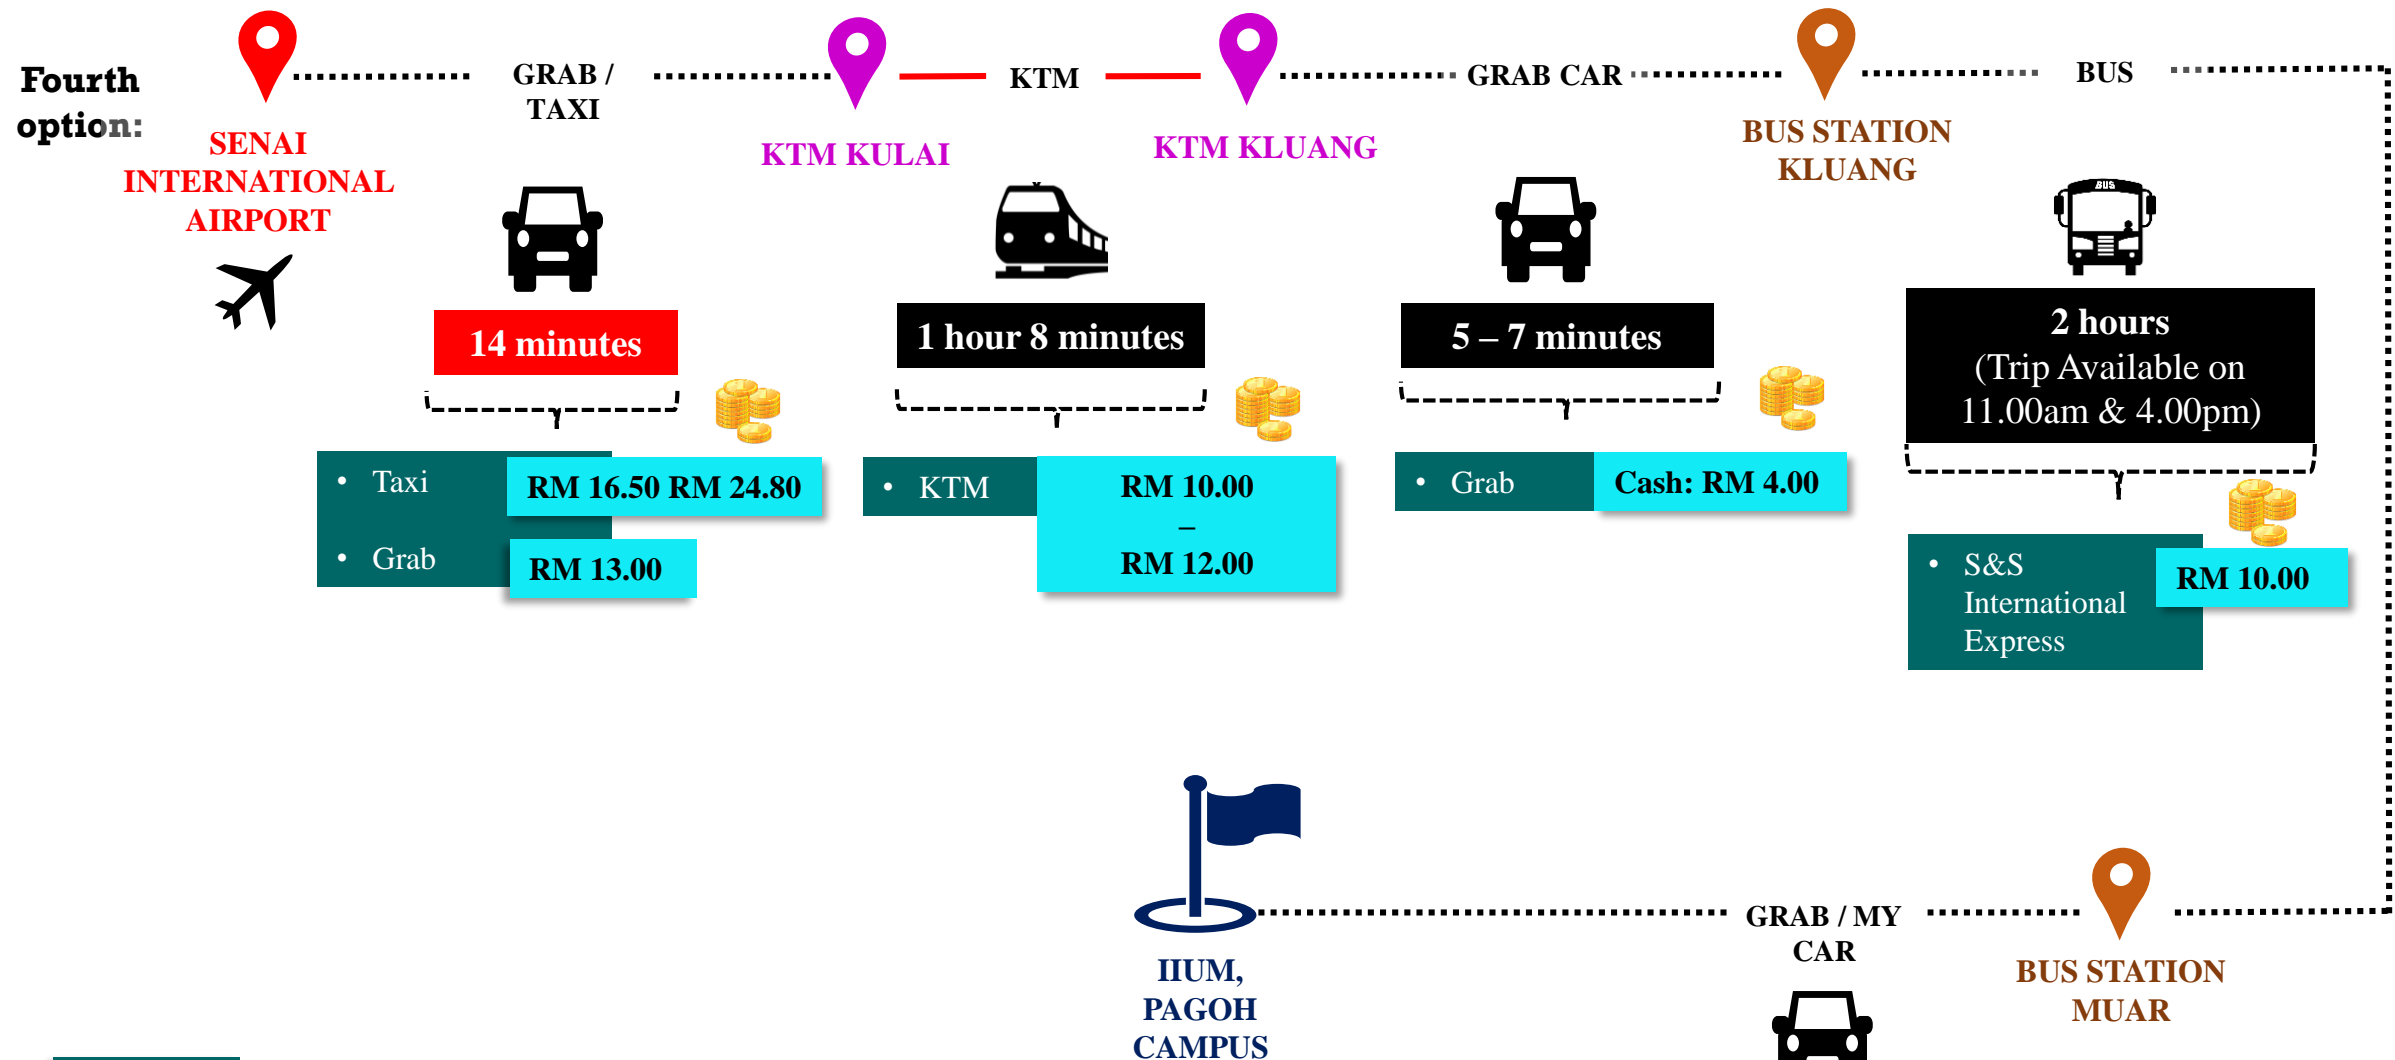 Fourth
option:
GRAB /
TAXI
KTM
GRAB CAR
BUS
SENAI
INTERNATIONAL
AIRPORT
KTM KULAI
KTM KLUANG
BUS STATION
KLUANG
BUS
14 minutes
1 hour 8 minutes
5 – 7 minutes
2 hours
(Trip Available on
11.00am & 4.00pm)
• Taxi
RM 16.50 RM 24.80
• Grab
RM 13.00
• KTM
RM 10.00
–
RM 12.00
• Grab
Cash: RM 4.00
• S&S
International
Express
RM 10.00
GRAB / MY
CAR
BUS STATION
MUAR
IIUM,
PAGOH
CAMPUS